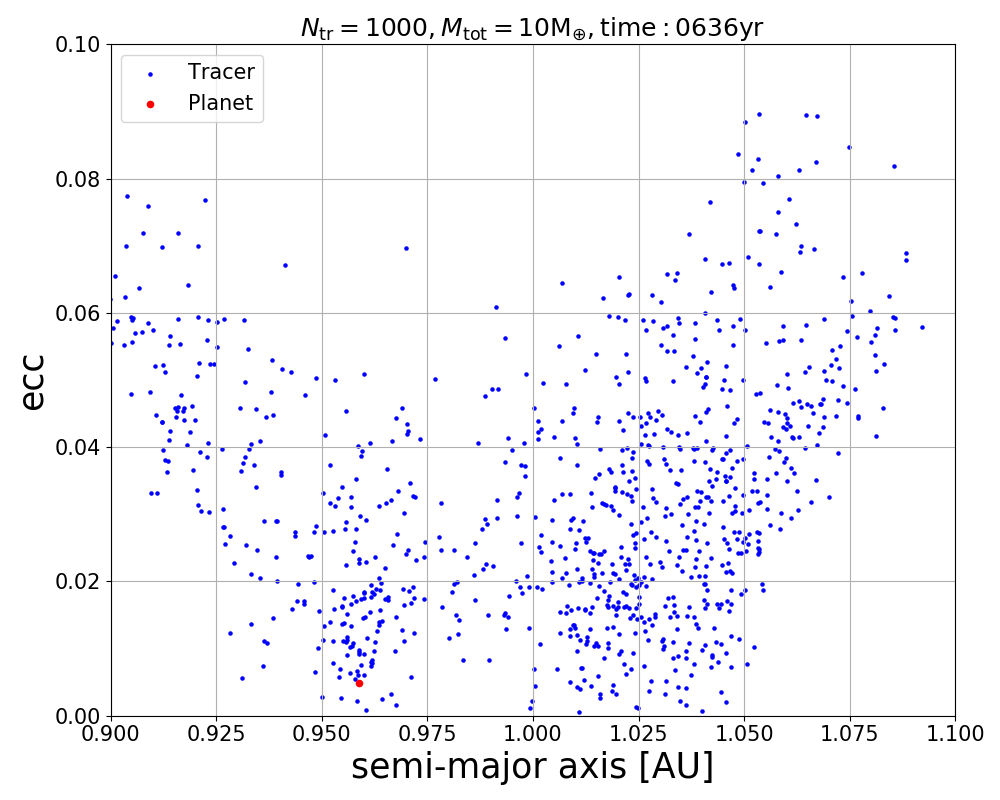 N_tr = 1000, M_tot = 10M_⊕, time : 0636yr
0.10
Tracer
Planet
0.08
0.06
ecc
0.04
0.02
0.00
0.900 0.925 0.950 0.975 1.000 1.025 1.050 1.075 1.100
semi-major axis [AU]